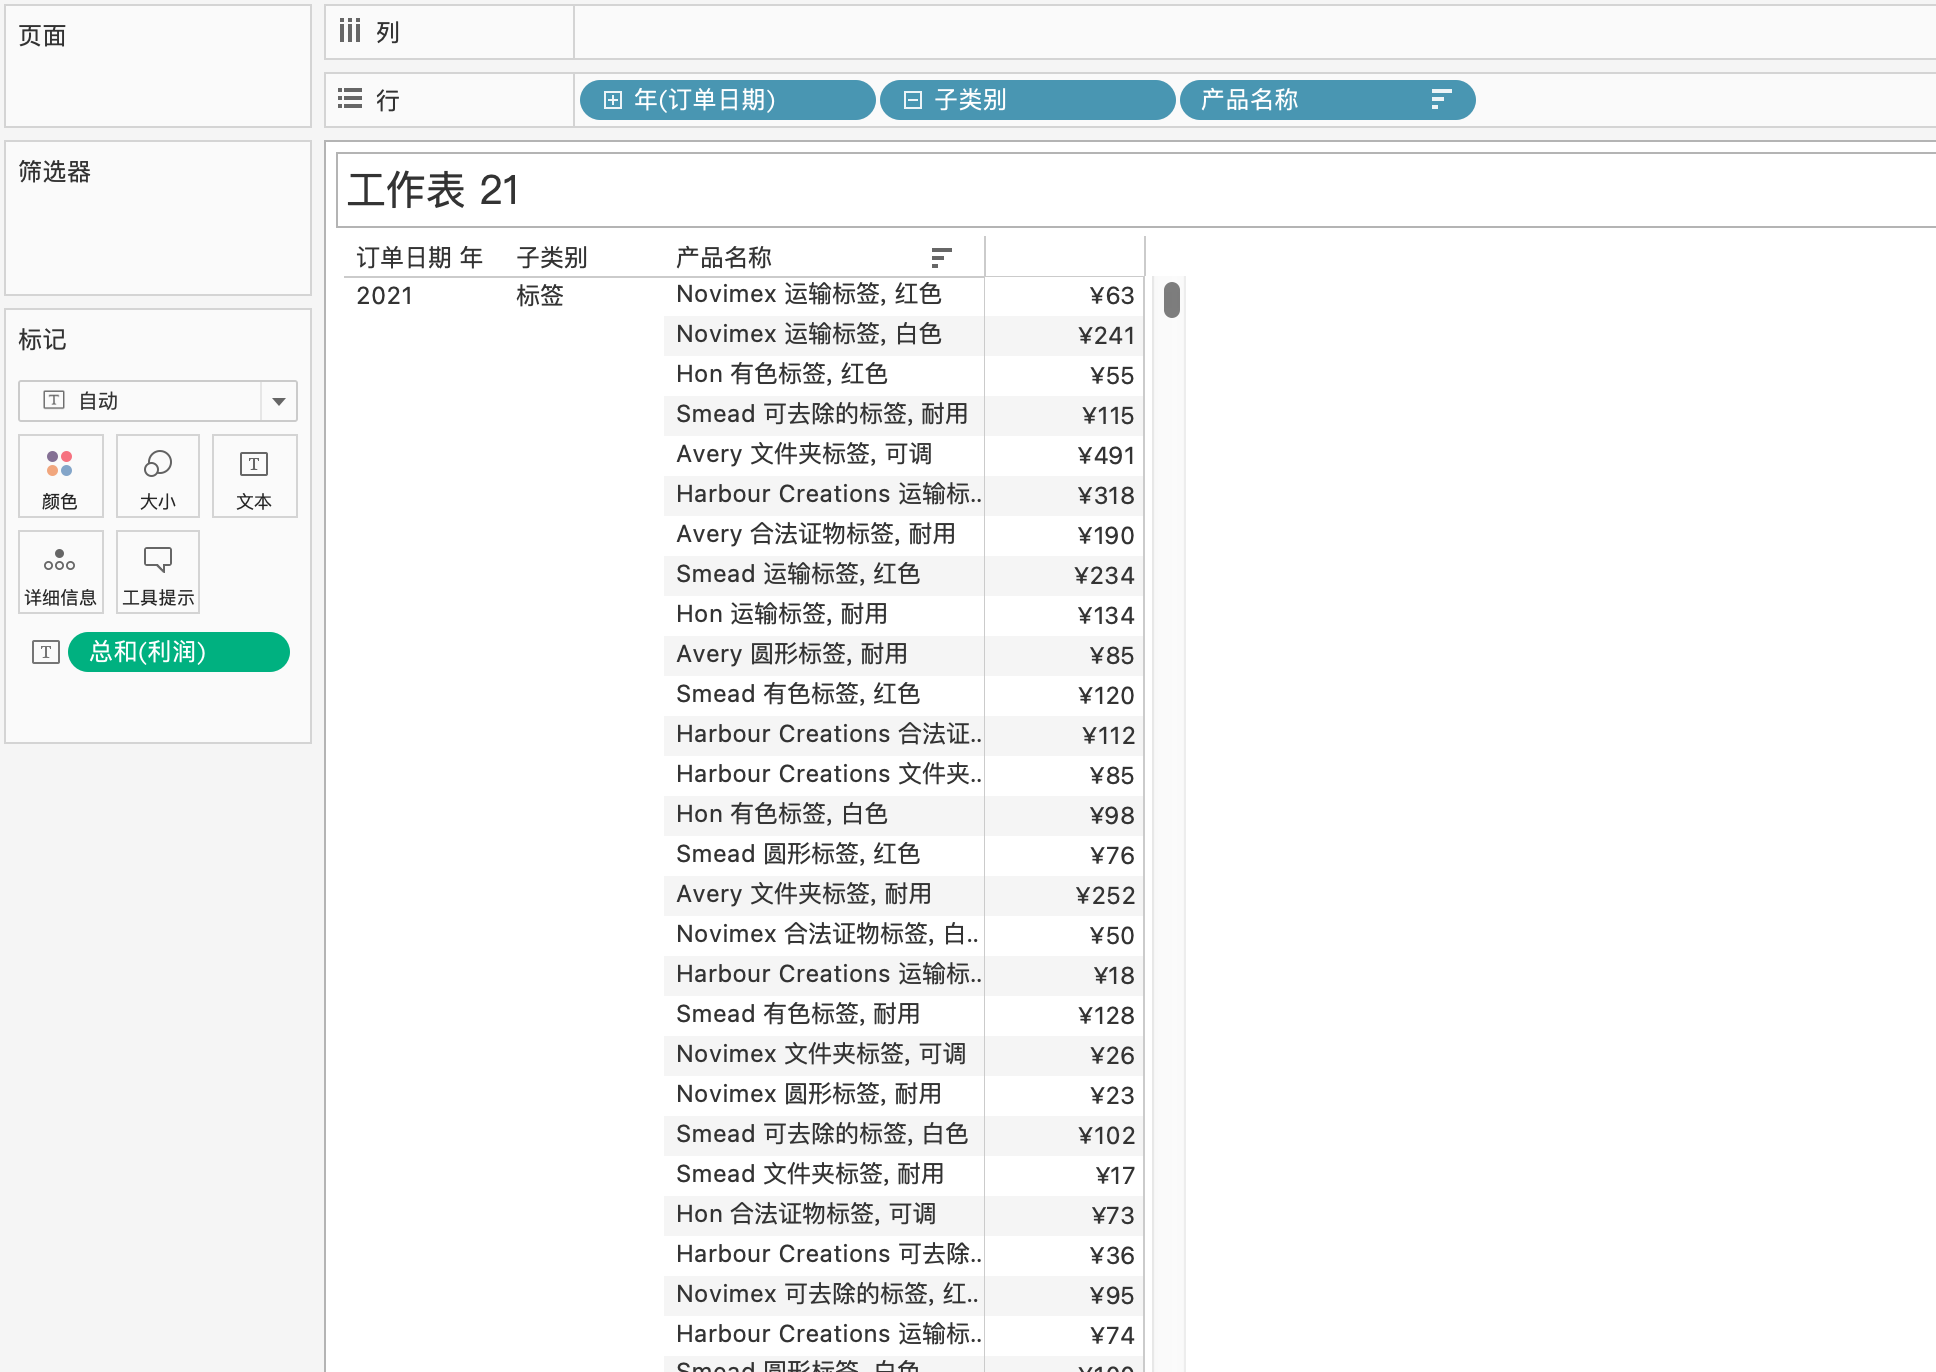 页面
筛选器
标记
自动
颜色
大小
文本
详细信息
工具提示
总和(利润)
列
行
年(订单日期)
子类别
产品名称
工作表 21
订单日期 年 子类别 产品名称
2021 标签 Novimex 运输标签, 红色 ¥63
Novimex 运输标签, 白色 ¥241
Hon 有色标签, 红色 ¥55
Smead 可去除的标签, 耐用 ¥115
Avery 文件夹标签, 可调 ¥491
Harbour Creations 运输标.. ¥318
Avery 合法证物标签, 耐用 ¥190
Smead 运输标签, 红色 ¥234
Hon 运输标签, 耐用 ¥134
Avery 圆形标签, 耐用 ¥85
Smead 有色标签, 红色 ¥120
Harbour Creations 合法证.. ¥112
Harbour Creations 文件夹.. ¥85
Hon 有色标签, 白色 ¥98
Smead 圆形标签, 红色 ¥76
Avery 文件夹标签, 耐用 ¥252
Novimex 合法证物标签, 白.. ¥50
Harbour Creations 运输标.. ¥18
Smead 有色标签, 耐用 ¥128
Novimex 文件夹标签, 可调 ¥26
Novimex 圆形标签, 耐用 ¥23
Smead 可去除的标签, 白色 ¥102
Smead 文件夹标签, 耐用 ¥17
Hon 合法证物标签, 可调 ¥73
Harbour Creations 可去除.. ¥36
Novimex 可去除的标签, 红.. ¥95
Harbour Creations 运输标.. ¥74
Smead 圆形标签, 白色